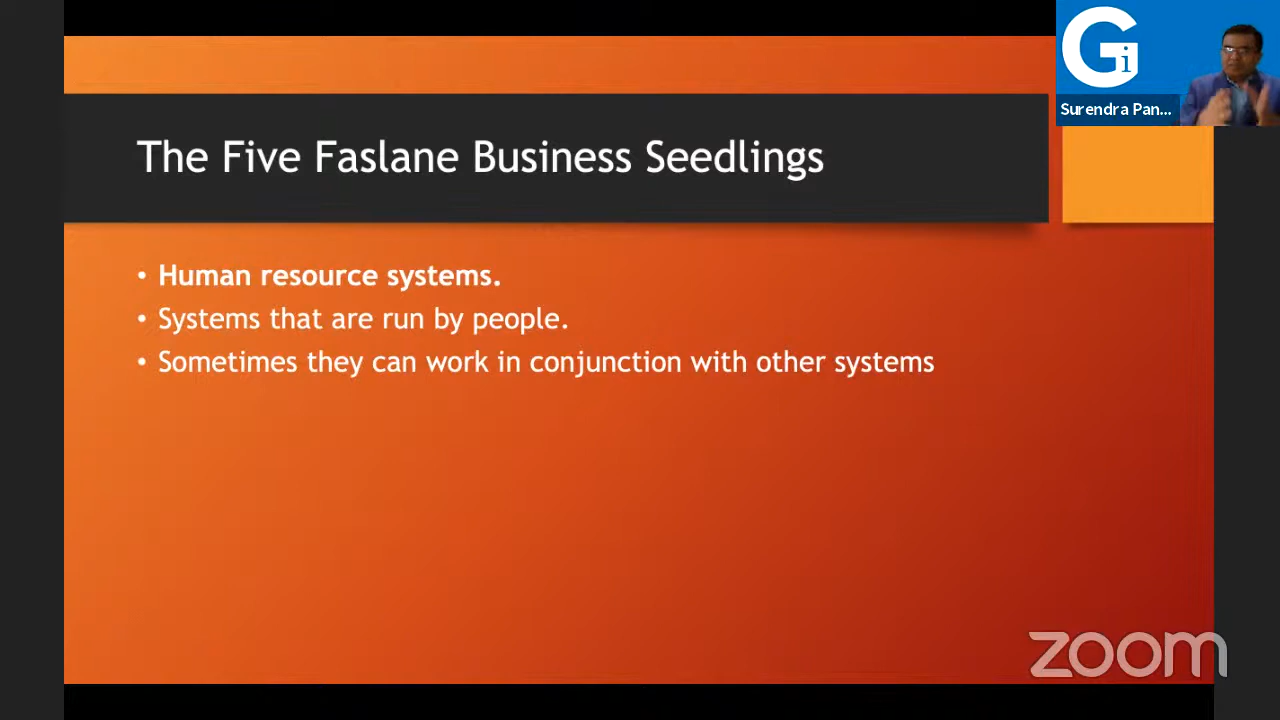 Gi
Surendra Pan...
The Five Faslane Business Seedlings
• Human resource systems.
• Systems that are run by people.
• Sometimes they can work in conjunction with other systems
zoom